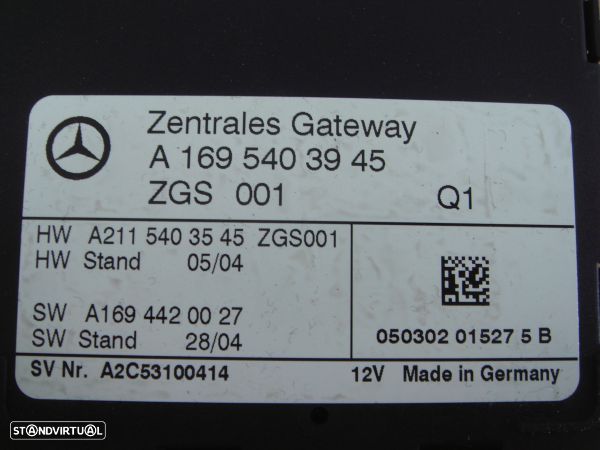 Zentrales Gateway
A 169 540 39 45
ZGS 001 Q1
HW A211 540 35 45 ZGS001
HW Stand 05/04
SW A169 442 00 27
SW Stand 28/04
050302 01527 5 B
SV Nr. A2C53100414 12V Made in Germany
STANDVIRTUAL